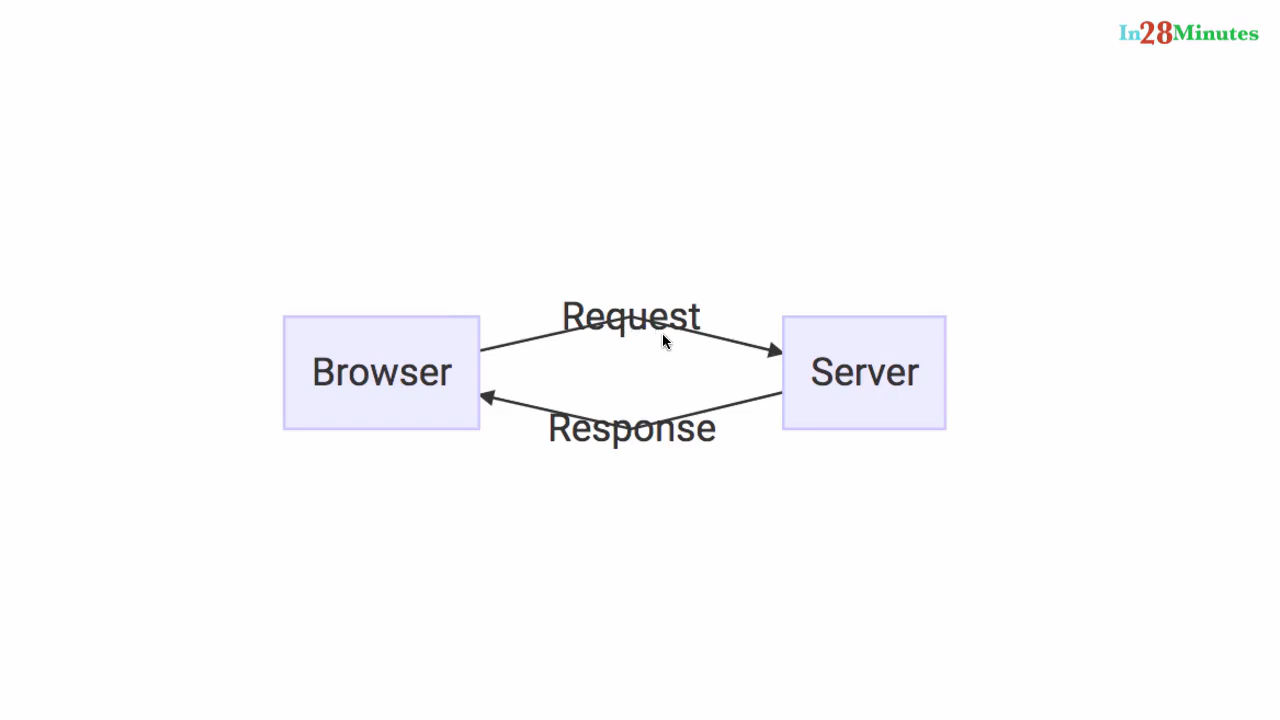 In28Minutes
Request
Browser
Server
Response